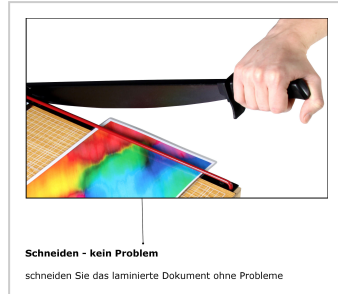 Schneiden - kein Problem
schneiden Sie das laminierte Dokument ohne Probleme